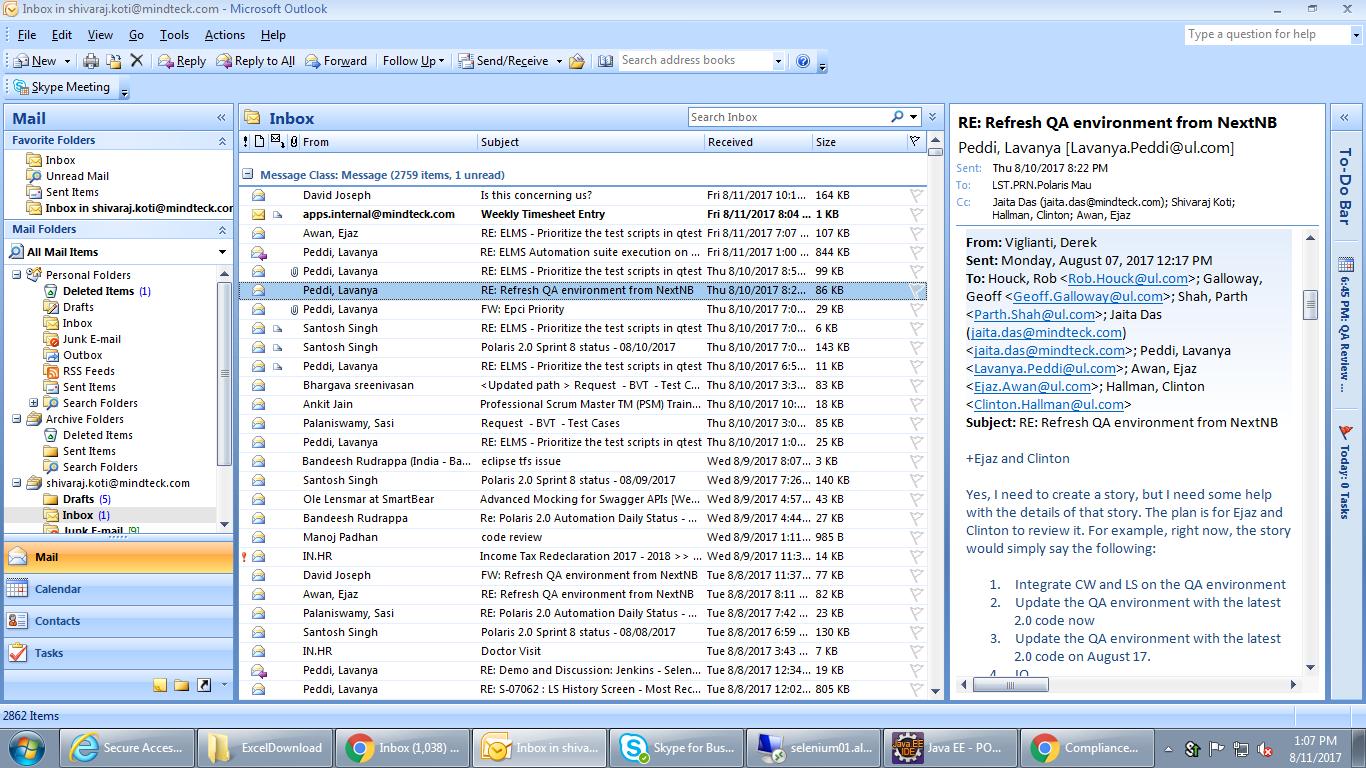 Inbox in shivaraj.koti@mindteck.com - Microsoft Outlook
File Edit View Go Tools Actions Help
Type a question for help
New Reply Reply to All Forward Follow Up Send/Receive Search address books
Skype Meeting
Mail «
Favorite Folders
Inbox
Unread Mail
Sent Items
Inbox in shivaraj.koti@mindteck.cor
Mail Folders
All Mail Items
Personal Folders
Deleted Items (1)
Drafts
Inbox
Junk E-mail
Outbox
RSS Feeds
Sent Items
Search Folders
Archive Folders
Deleted Items
Sent Items
Search Folders
shivaraj.koti@mindteck.com
Drafts (5)
Inbox (1)
Junk E-mail [9]
Mail
Calendar
Contacts
Tasks
Inbox
Search Inbox
From Subject Received Size
Message Class: Message (2759 items, 1 unread)
David Joseph Is this concerning us? Fri 8/11/2017 10:1... 164 KB
apps.internal@mindteck.com Weekly Timesheet Entry Fri 8/11/2017 8:04 ... 1 KB
Awan, Ejaz RE: ELMS - Prioritize the test scripts in qtest Fri 8/11/2017 7:07 ... 107 KB
Peddi, Lavanya RE: ELMS Automation suite execution on ... Fri 8/11/2017 1:00 ... 844 KB
Peddi, Lavanya RE: ELMS - Prioritize the test scripts in qtest Thu 8/10/2017 8:5... 99 KB
Peddi, Lavanya RE: Refresh QA environment from NextNB Thu 8/10/2017 8:2... 86 KB
Peddi, Lavanya FW: Epci Priority Thu 8/10/2017 7:0... 29 KB
Santosh Singh RE: ELMS - Prioritize the test scripts in qtest Thu 8/10/2017 7:0... 6 KB
Santosh Singh Polaris 2.0 Sprint 8 status - 08/10/2017 Thu 8/10/2017 7:0... 143 KB
Peddi, Lavanya RE: ELMS - Prioritize the test scripts in qtest Thu 8/10/2017 6:5... 11 KB
Bhargava sreenivasan <Updated path > Request - BVT - Test C... Thu 8/10/2017 3:3... 83 KB
Ankit Jain Professional Scrum Master TM (PSM) Train... Thu 8/10/2017 10:... 18 KB
Palaniswamy, Sasi Request - BVT - Test Cases Thu 8/10/2017 3:0... 85 KB
Peddi, Lavanya RE: ELMS - Prioritize the test scripts in qtest Thu 8/10/2017 1:0... 25 KB
Bandeesh Rudrappa (India - Ba... eclipse tfs issue Wed 8/9/2017 8:07... 3 KB
Santosh Singh Polaris 2.0 Sprint 8 status - 08/09/2017 Wed 8/9/2017 7:26... 140 KB
Ole Lensmar at SmartBear Advanced Mocking for Swagger APIs [We... Wed 8/9/2017 4:57... 43 KB
Bandeesh Rudrappa Re: Polaris 2.0 Automation Daily Status - ... Wed 8/9/2017 4:44... 27 KB
Manoj Padhan code review Wed 8/9/2017 1:11... 985 B
IN.HR Income Tax Redeclaration 2017 - 2018 >> ... Wed 8/9/2017 11:3... 14 KB
David Joseph FW: Refresh QA environment from NextNB Tue 8/8/2017 11:37... 77 KB
Awan, Ejaz RE: Refresh QA environment from NextNB Tue 8/8/2017 8:11 ... 82 KB
Palaniswamy, Sasi RE: Polaris 2.0 Automation Daily Status - ... Tue 8/8/2017 7:42 ... 23 KB
Santosh Singh Polaris 2.0 Sprint 8 status - 08/08/2017 Tue 8/8/2017 6:59 ... 130 KB
IN.HR Doctor Visit Tue 8/8/2017 3:43 ... 7 KB
Peddi, Lavanya RE: Demo and Discussion: Jenkins - Selen... Tue 8/8/2017 12:34... 19 KB
Peddi, Lavanya RE: S-07062 : LS History Screen - Most Rec... Tue 8/8/2017 12:02... 805 KB
RE: Refresh QA environment from NextNB
Peddi, Lavanya [Lavanya.Peddi@ul.com]
Sent: Thu 8/10/2017 8:22 PM
To: LST.PRN.Polaris Mau
Cc: Jaita Das (jaita.das@mindteck.com); Shivaraj Koti;
Hallman, Clinton; Awan, Ejaz
From: Viglianti, Derek
Sent: Monday, August 07, 2017 12:17 PM
To: Houck, Rob <Rob.Houck@ul.com>; Galloway,
Geoff <Geoff.Galloway@ul.com>; Shah, Parth
<Parth.Shah@ul.com>; Jaita Das
(jaita.das@mindteck.com)
<jaita.das@mindteck.com>; Peddi, Lavanya
<Lavanya.Peddi@ul.com>; Awan, Ejaz
<Ejaz.Awan@ul.com>; Hallman, Clinton
<Clinton.Hallman@ul.com>
Subject: RE: Refresh QA environment from NextNB
+Ejaz and Clinton
Yes, I need to create a story, but I need some help
with the details of that story. The plan is for Ejaz and
Clinton to review it. For example, right now, the story
would simply say the following:
1. Integrate CW and LS on the QA environment
2. Update the QA environment with the latest
2.0 code now
3. Update the QA environment with the latest
2.0 code on August 17.
«
To-Do Bar
6:45 PM: QA Review ...
Today: 0 Tasks
2862 Items
Secure Acces... ExcelDownload Inbox (1,038) ... Inbox in shiva... Skype for Bus... selenium01.al... Java EE - PO... Compliance...
1:07 PM
8/11/2017